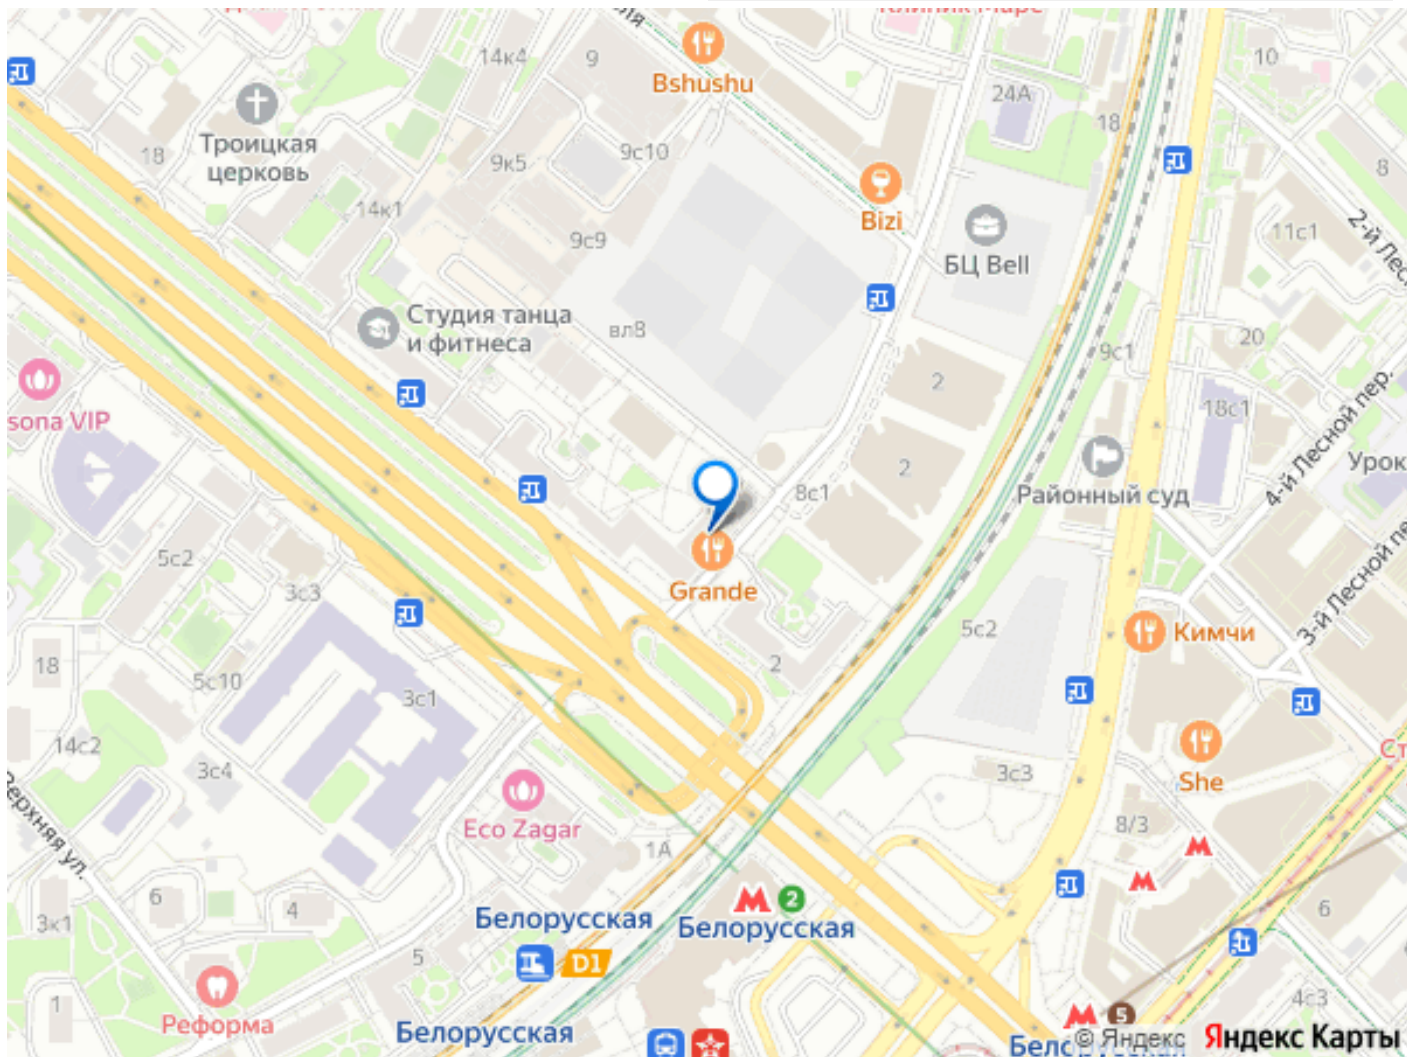 14к4
9
Bshushu
10
24А
18
Троицкая
церковь
18
9к5
9с10
8
Bizi
14к1
9с9
БЦ Bell
11с1
2-й Лес
Студия танца
и фитнеса
вл8
20
9с1
2
sona VIP
18с1
4-й Лесной пер.
2
Урок
Районный суд
8с1
5с2
Grande
3с3
3-й Лесной пе
5с2
Кимчи
18
5с10
3с1
2
14с2
3с4
3с3
She
Ст
Eco Zagar
8/3
Верхняя ул.
1А
6
4
3к1
Белорусская
М 2
Белорусская
6
5
D1
1
Реформа
Белорусская
4с3
М 5
© Яндекс Яндекс Карты